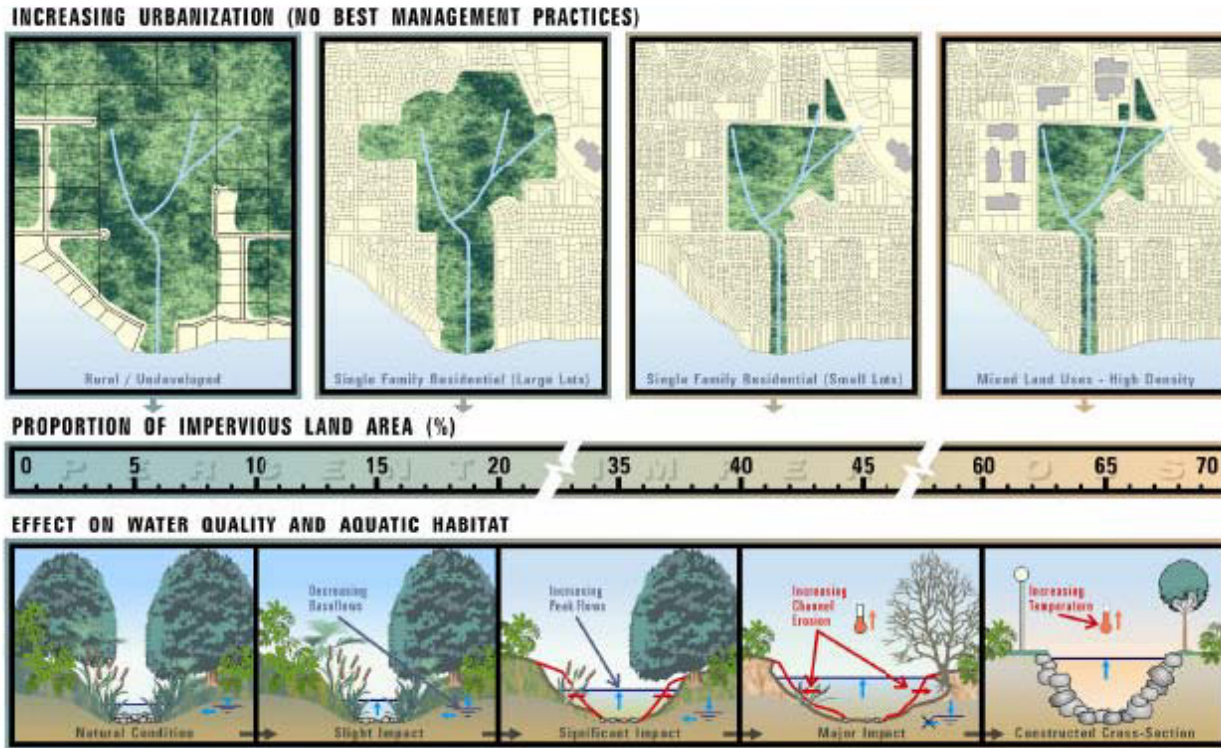 INCREASING URBANIZATION (NO BEST MANAGEMENT PRACTICES)
Rural / Undeveloped
Single Family Residential (Large Lots)
Single Family Residential (Small Lots)
Mixed Land Uses - High Density
PROPORTION OF IMPERVIOUS LAND AREA (%)
0 5 10 15 20 35 40 45 60 65 70
EFFECT ON WATER QUALITY AND AQUATIC HABITAT
Decreasing
Baseflows
Increasing
Peak Flows
Increasing
Channel
Erosion
Increasing
Temperature
Natural Condition
Slight Impact
Significant Impact
Major Impact
Constructed Cross-Section